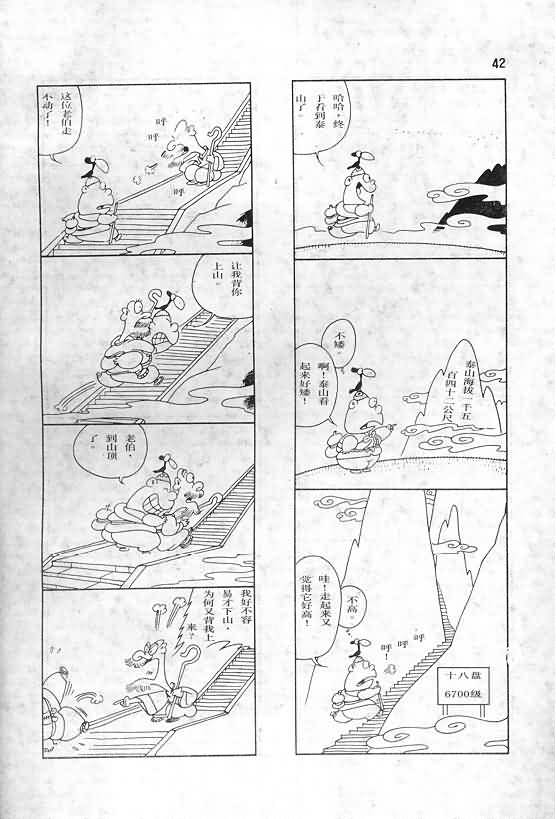 42
哈哈，终
于看到泰
山了。
不矮。
啊！泰山看
起来好矮！
泰山海拔一千五
百四十二公尺
不高。
哇！走起来又
觉得它好高！
呼！
呼！
呼！
十八盘
6700级
这位老伯走
不动了！
呼
呼
呼
让我背你
上山。
老伯，
到山顶
了。
我好不容
易才下山，
为何又背我上
来？